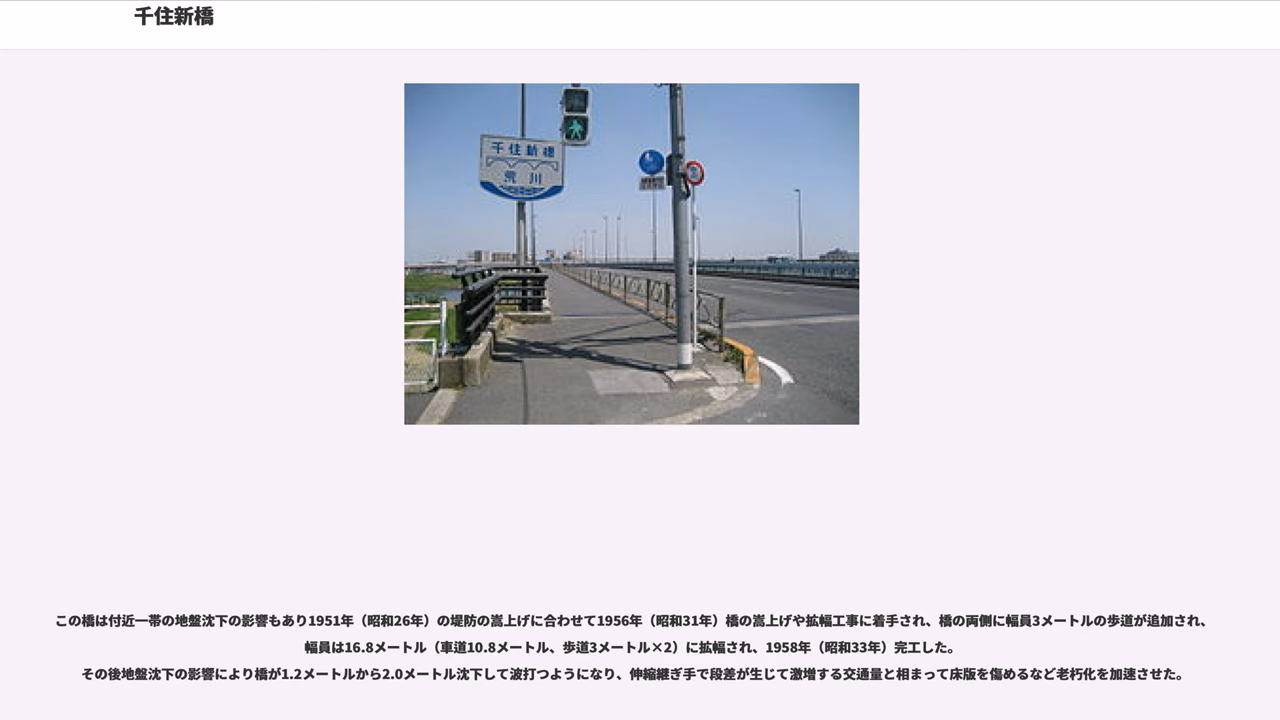 千住新橋
千住新橋
荒川
この橋は付近一帯の地盤沈下の影響もあり1951年（昭和26年）の堤防の嵩上げに合わせて1956年（昭和31年）橋の嵩上げや拡幅工事に着手され、橋の両側に幅員3メートルの歩道が追加され、
幅員は16.8メートル（車道10.8メートル、歩道3メートル×2）に拡幅され、1958年（昭和33年）完工した。
その後地盤沈下の影響により橋が1.2メートルから2.0メートル沈下して波打つようになり、伸縮継ぎ手で段差が生じて激増する交通量と相まって床版を傷めるなど老朽化を加速させた。